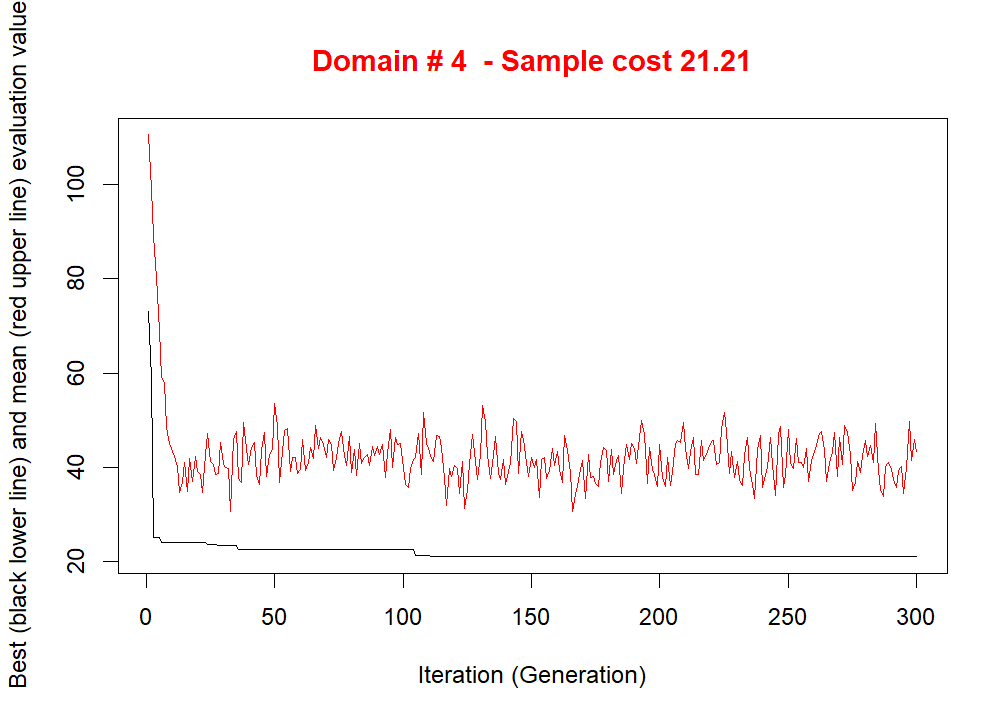 Domain # 4  - Sample cost 21.21
Best (black lower line) and mean (red upper line) evaluation value
100
80
60
40
20
0 50 100 150 200 250 300
Iteration (Generation)